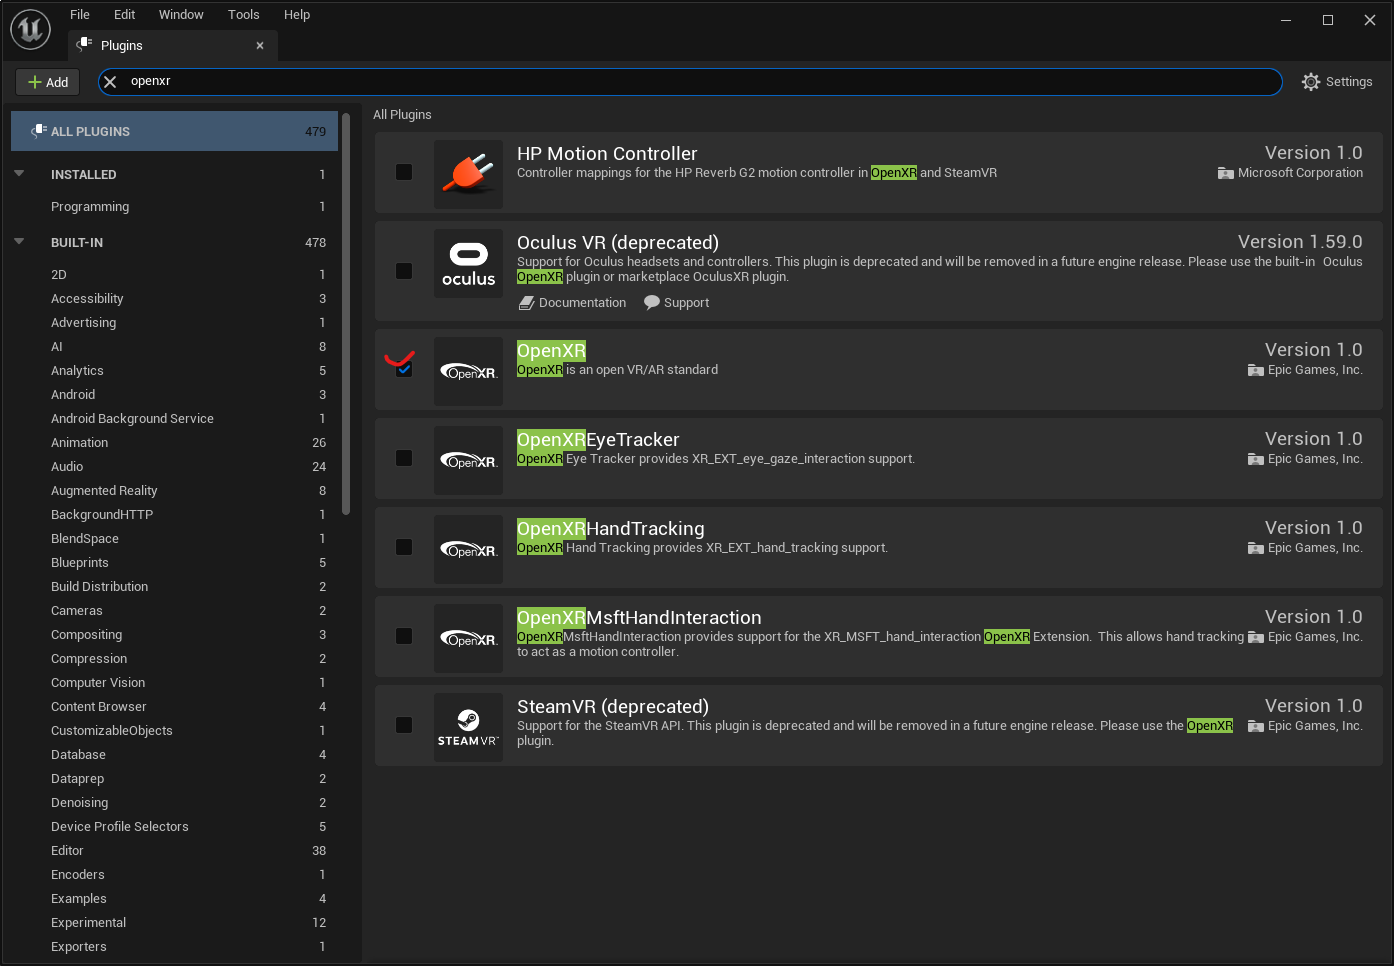 File Edit Window Tools Help
Plugins
Add
openxr
Settings
ALL PLUGINS 479
INSTALLED 1
Programming 1
BUILT-IN 478
2D 1
Accessibility 3
Advertising 1
AI 8
Analytics 5
Android 3
Android Background Service 1
Animation 26
Audio 24
Augmented Reality 8
BackgroundHTTP 1
BlendSpace 1
Blueprints 5
Build Distribution 2
Cameras 2
Compositing 3
Compression 2
Computer Vision 1
Content Browser 4
CustomizableObjects 1
Database 4
Dataprep 2
Denoising 2
Device Profile Selectors 5
Editor 38
Encoders 1
Examples 4
Experimental 12
Exporters 1
All Plugins
HP Motion Controller
Version 1.0
Controller mappings for the HP Reverb G2 motion controller in OpenXR and SteamVR
Microsoft Corporation
oculus
Oculus VR (deprecated)
Version 1.59.0
Support for Oculus headsets and controllers. This plugin is deprecated and will be removed in a future engine release. Please use the built-in Oculus
OpenXR plugin or marketplace OculusXR plugin.
Documentation Support
OpenXR
OpenXR
Version 1.0
OpenXR is an open VR/AR standard
Epic Games, Inc.
OpenXR
OpenXREyeTracker
Version 1.0
OpenXR Eye Tracker provides XR_EXT_eye_gaze_interaction support.
Epic Games, Inc.
OpenXR
OpenXRHandTracking
Version 1.0
OpenXR Hand Tracking provides XR_EXT_hand_tracking support.
Epic Games, Inc.
OpenXR
OpenXRMsftHandInteraction
Version 1.0
OpenXRMsftHandInteraction provides support for the XR_MSFT_hand_interaction OpenXR Extension. This allows hand tracking
to act as a motion controller.
Epic Games, Inc.
STEAMVR
SteamVR (deprecated)
Version 1.0
Support for the SteamVR API. This plugin is deprecated and will be removed in a future engine release. Please use the OpenXR
plugin.
Epic Games, Inc.